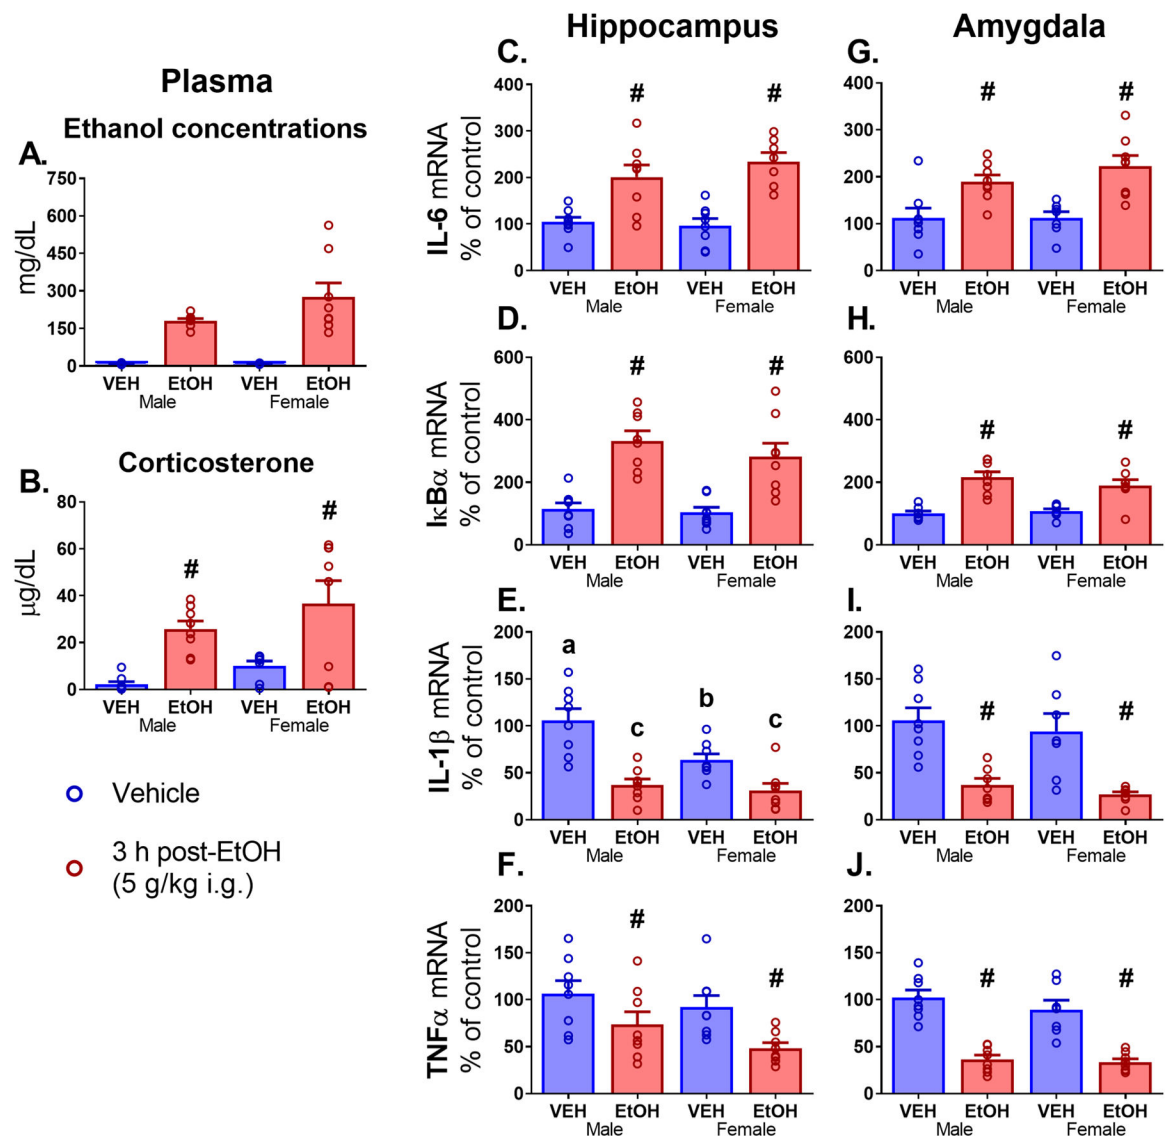 Plasma
Ethanol concentrations
A.
750
600
450
300
150
0
mg/dL
VEH EtOH VEH EtOH
Male Female
Corticosterone
B.
#
#
80
60
40
20
0
µg/dL
VEH EtOH VEH EtOH
Male Female
Vehicle
3 h post-EtOH
(5 g/kg i.g.)
Hippocampus
C.
# #
400
300
200
100
0
IL-6 mRNA
% of control
VEH EtOH VEH EtOH
Male Female
D.
# #
600
400
200
0
IκBα mRNA
% of control
VEH EtOH VEH EtOH
Male Female
E.
a
c
b
c
200
150
100
50
0
IL-1β mRNA
% of control
VEH EtOH VEH EtOH
Male Female
F.
#
#
200
150
100
50
0
TNFα mRNA
% of control
VEH EtOH VEH EtOH
Male Female
Amygdala
G.
# #
400
300
200
100
0
VEH EtOH VEH EtOH
Male Female
H.
# #
600
400
200
0
VEH EtOH VEH EtOH
Male Female
I.
# #
200
150
100
50
0
VEH EtOH VEH EtOH
Male Female
J.
# #
200
150
100
50
0
VEH EtOH VEH EtOH
Male Female